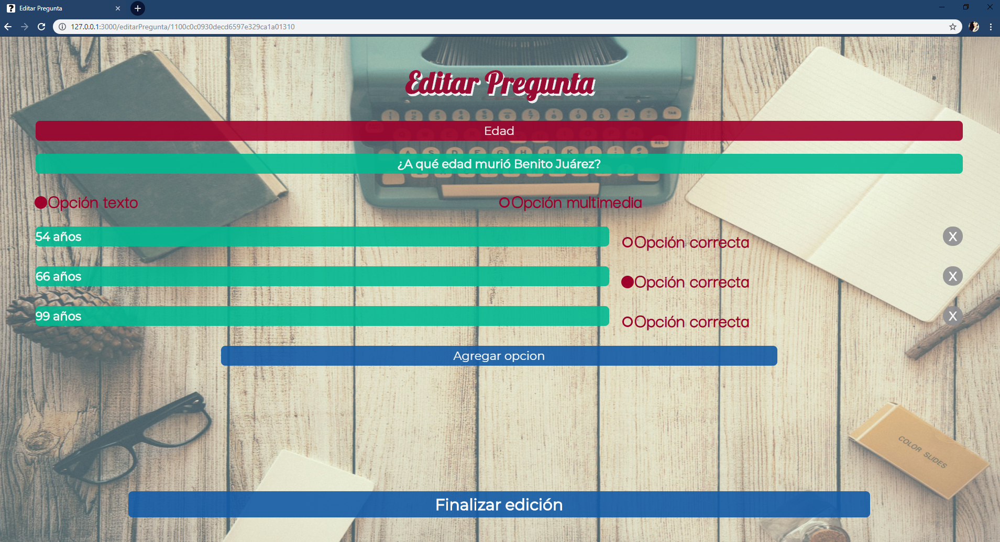 Editar Pregunta
127.0.0.1:3000/editarPregunta/1100c0c0930decd6597e329ca1a01310
Editar Pregunta
Edad
¿A qué edad murió Benito Juárez?
Opción texto
Opción multimedia
54 años
Opción correcta
X
66 años
Opción correcta
X
99 años
Opción correcta
X
Agregar opcion
COLOR SLIDES
Finalizar edición